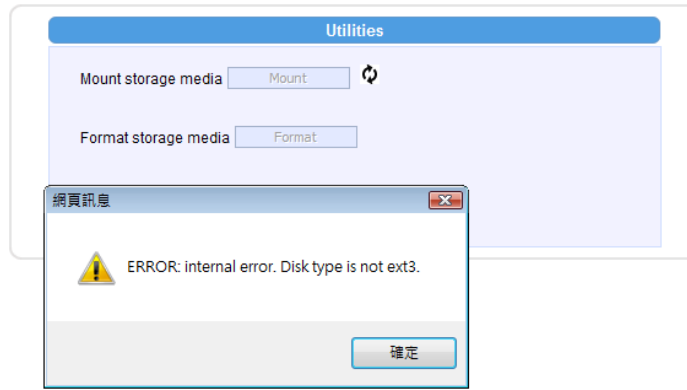 Utilities
Mount storage media Mount
Format storage media Format
網頁訊息
ERROR: internal error. Disk type is not ext3.
確定